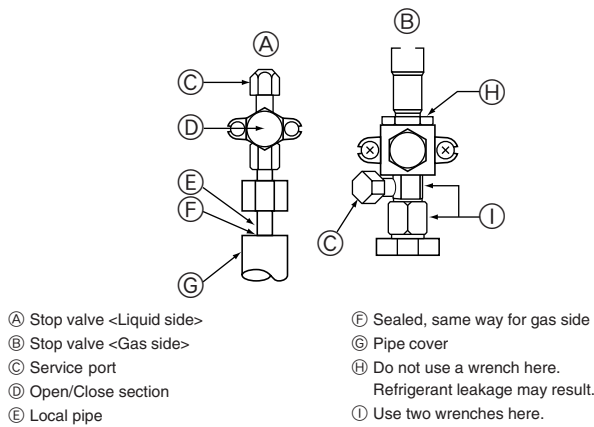 Ⓐ
Ⓑ
Ⓒ
Ⓗ
Ⓓ
Ⓔ
Ⓕ
Ⓒ
Ⓘ
Ⓖ
Ⓐ Stop valve <Liquid side>
Ⓑ Stop valve <Gas side>
Ⓒ Service port
Ⓓ Open/Close section
Ⓔ Local pipe
Ⓕ Sealed, same way for gas side
Ⓖ Pipe cover
Ⓗ Do not use a wrench here.
Refrigerant leakage may result.
Ⓘ Use two wrenches here.